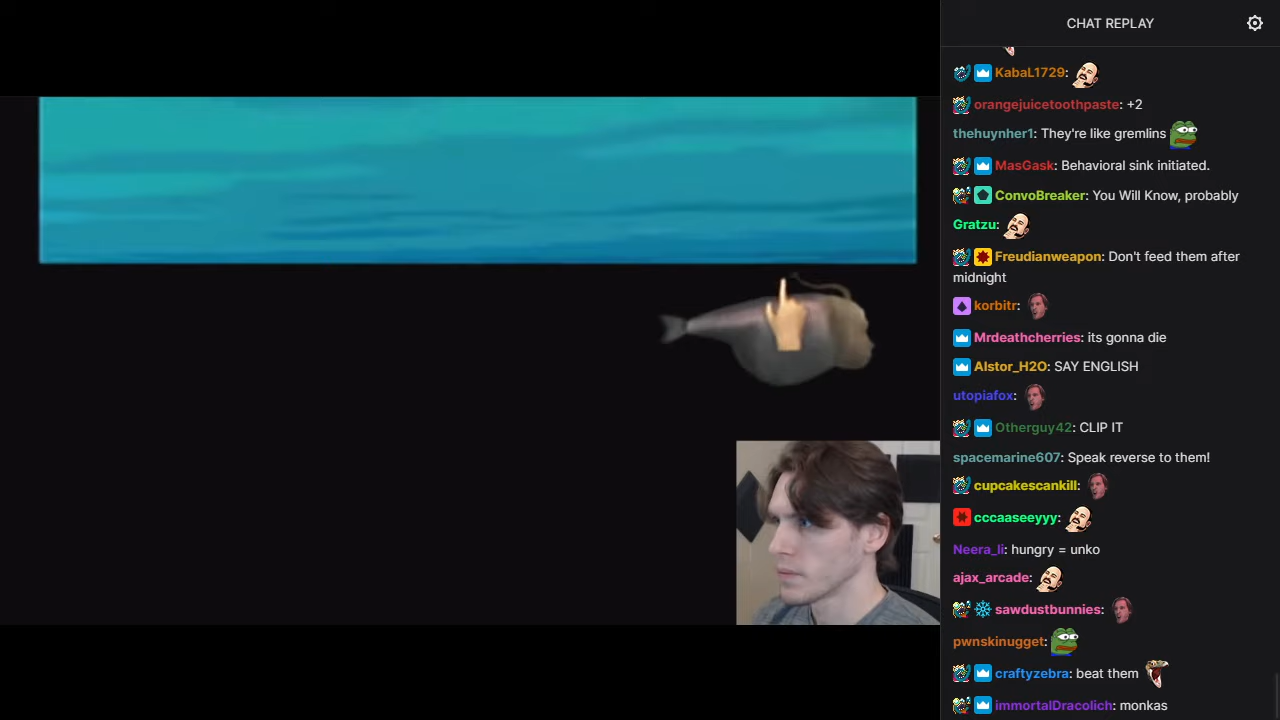 CHAT REPLAY
KabaL1729:
orangejuicetoothpaste: +2
thehuynher1: They're like gremlins
MasGask: Behavioral sink initiated.
ConvoBreaker: You Will Know, probably
Gratzu:
Freudianweapon: Don't feed them after
midnight
korbitr:
Mrdeathcherries: its gonna die
Alstor_H2O: SAY ENGLISH
utopiafox:
Otherguy42: CLIP IT
spacemarine607: Speak reverse to them!
cupcakescankill:
cccaaseeyyy:
Neera_li: hungry = unko
ajax_arcade:
sawdustbunnies:
pwnskinugget:
craftyzebra: beat them
immortalDracolich: monkas